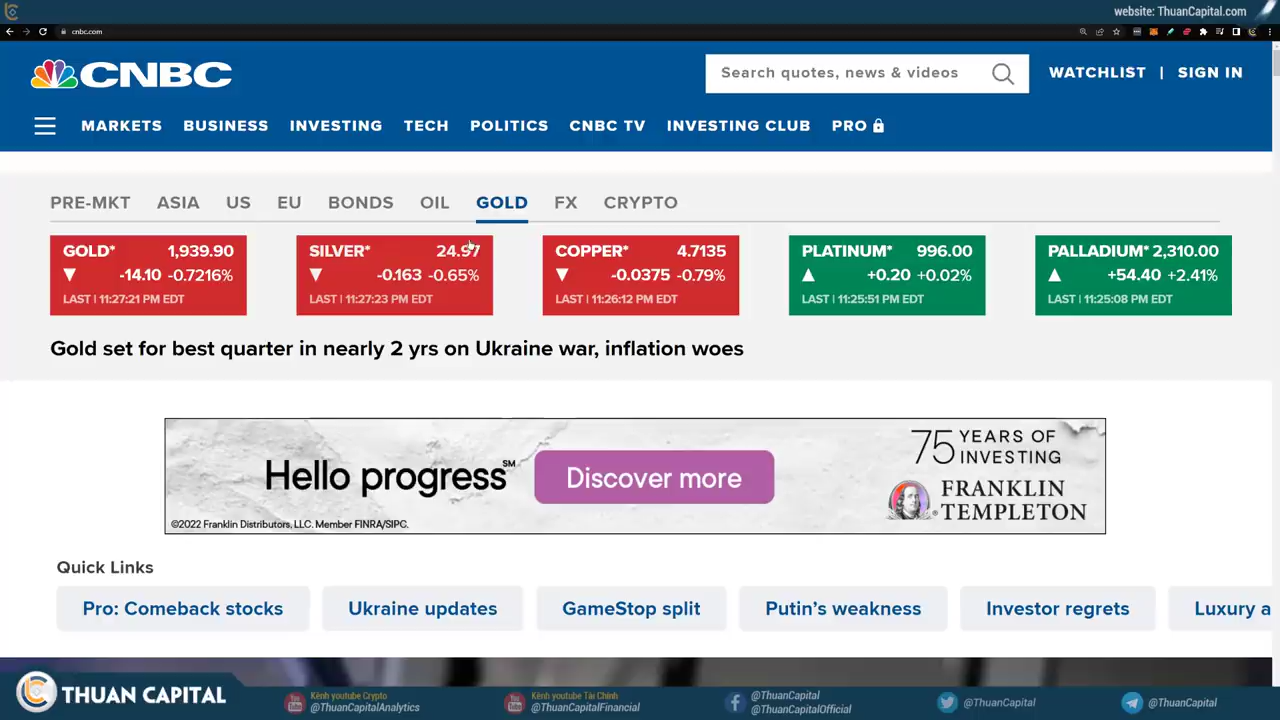 website: ThuanCapital.com
cnbc.com
CNBC
Search quotes, news & videos
WATCHLIST | SIGN IN
MARKETS BUSINESS INVESTING TECH POLITICS CNBC TV INVESTING CLUB PRO
PRE-MKT ASIA US EU BONDS OIL GOLD FX CRYPTO
GOLD* 1,939.90
▼ -14.10 -0.7216%
LAST | 11:27:21 PM EDT
SILVER* 24.97
▼ -0.163 -0.65%
LAST | 11:27:23 PM EDT
COPPER* 4.7135
▼ -0.0375 -0.79%
LAST | 11:26:12 PM EDT
PLATINUM* 996.00
▲ +0.20 +0.02%
LAST | 11:25:51 PM EDT
PALLADIUM* 2,310.00
▲ +54.40 +2.41%
LAST | 11:25:08 PM EDT
Gold set for best quarter in nearly 2 yrs on Ukraine war, inflation woes
Hello progress℠
Discover more
75 YEARS OF INVESTING
FRANKLIN
TEMPLETON
©2022 Franklin Distributors, LLC. Member FINRA/SIPC.
Quick Links
Pro: Comeback stocks
Ukraine updates
GameStop split
Putin’s weakness
Investor regrets
Luxury a
THUAN CAPITAL
Kênh youtube Crypto
@ThuanCapitalAnalytics
Kênh youtube Tài Chính
@ThuanCapitalFinancial
@ThuanCapital
@ThuanCapitalOfficial
@ThuanCapital
@ThuanCapital